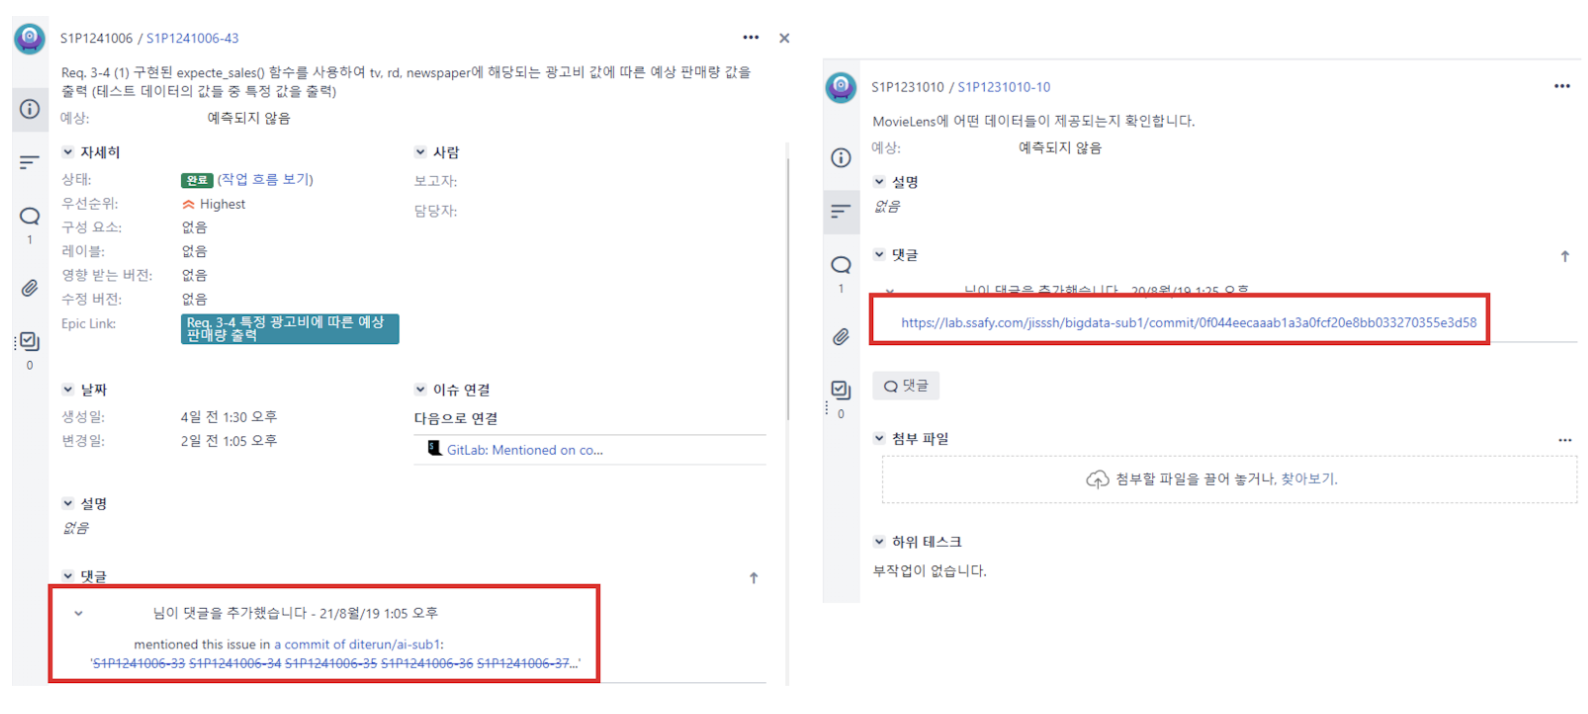 S1P1241006 / S1P1241006-43
Req. 3-4 (1) 구현된 expecte_sales() 함수를 사용하여 tv, rd, newspaper에 해당되는 광고비 값에 따른 예상 판매량 값을
출력 (테스트 데이터의 값들 중 특정 값을 출력)
예상: 예측되지 않음
자세히
상태: 완료 (작업 흐름 보기)
우선순위: Highest
구성 요소: 없음
레이블: 없음
영향 받는 버전: 없음
수정 버전: 없음
Epic Link: Req. 3-4 특정 광고비에 따른 예상
판매량 출력
사람
보고자:
담당자:
날짜
생성일: 4일 전 1:30 오후
변경일: 2일 전 1:05 오후
이슈 연결
다음으로 연결
GitLab: Mentioned on co...
설명
없음
댓글
님이 댓글을 추가했습니다 - 21/8월/19 1:05 오후
mentioned this issue in a commit of diterun/ai-sub1:
'S1P1241006-33 S1P1241006-34 S1P1241006-35 S1P1241006-36 S1P1241006-37...'
1
0
S1P1231010 / S1P1231010-10
MovieLens에 어떤 데이터들이 제공되는지 확인합니다.
예상: 예측되지 않음
설명
없음
댓글
님이 댓글을 추가했습니다 - 20/8월/19 1:25 오후
https://lab.ssafy.com/jisssh/bigdata-sub1/commit/0f044eecaaab1a3a0fcf20e8bb033270355e3d58
댓글
첨부 파일
첨부할 파일을 끌어 놓거나, 찾아보기.
하위 테스크
부작업이 없습니다.
1
0